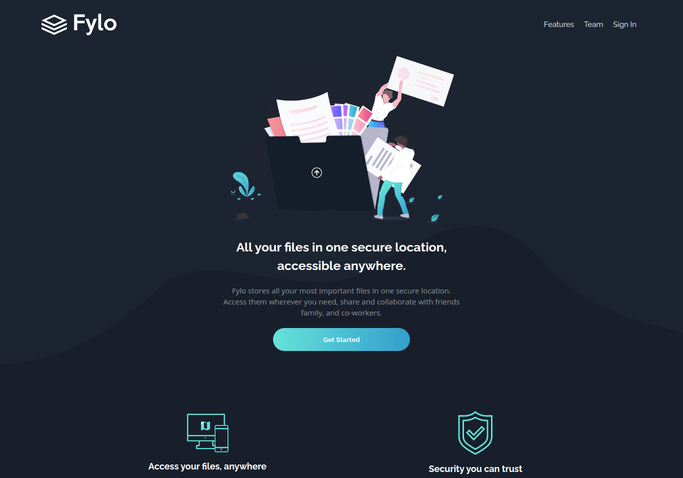 Fylo
Features Team Sign In
All your files in one secure location,
accessible anywhere.
Fylo stores all your most important files in one secure location.
Access them wherever you need, share and collaborate with friends
family, and co-workers.
Get Started
Access your files, anywhere
Security you can trust